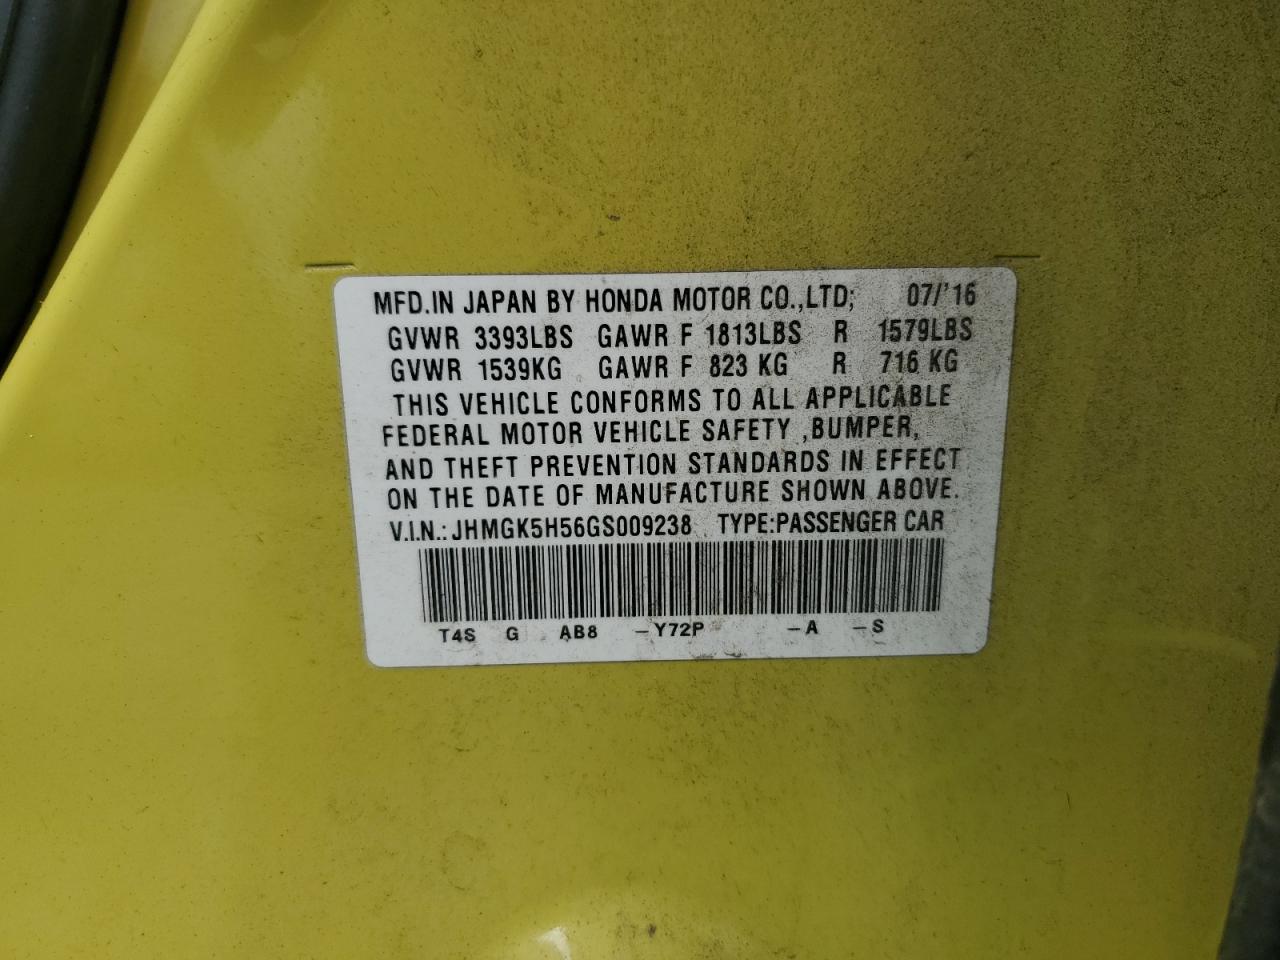 MFD.IN JAPAN BY HONDA MOTOR CO.,LTD; 07/'16
GVWR 3393LBS GAWR F 1813LBS R 1579LBS
GVWR 1539KG GAWR F 823 KG R 716 KG
THIS VEHICLE CONFORMS TO ALL APPLICABLE
FEDERAL MOTOR VEHICLE SAFETY ,BUMPER,
AND THEFT PREVENTION STANDARDS IN EFFECT
ON THE DATE OF MANUFACTURE SHOWN ABOVE.
V.I.N.: JHMGK5H56GS009238 TYPE:PASSENGER CAR
T4S G AB8 -Y72P -A -S